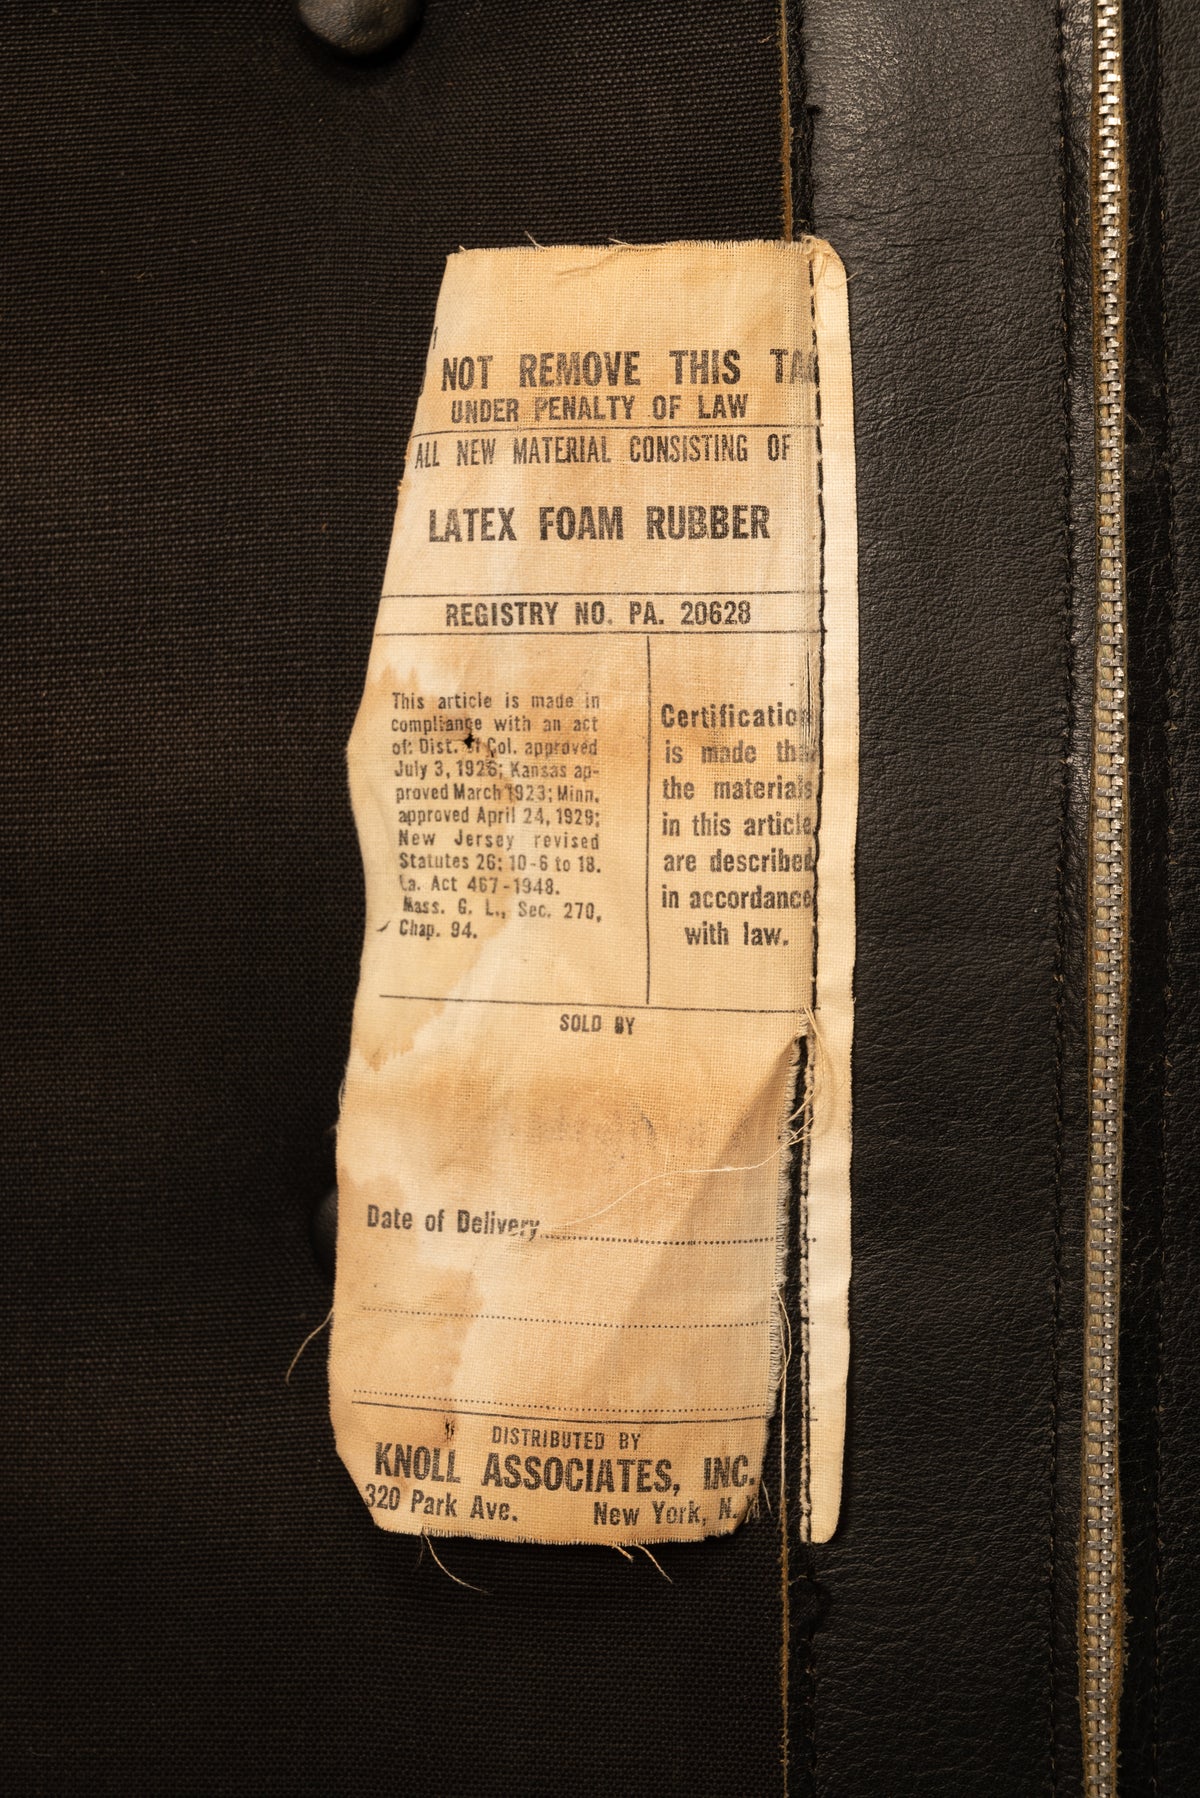 NOT REMOVE THIS TA
UNDER PENALTY OF LAW
ALL NEW MATERIAL CONSISTING OF
LATEX FOAM RUBBER
REGISTRY NO. PA. 20628
This article is made in
compliance with an act
of: Dist. of Col. approved
July 3, 1926; Kansas ap-
proved March 1923; Minn.
approved April 24, 1929;
New Jersey revised
Statutes 26: 10-6 to 18.
La. Act 467-1948.
Mass. G. L., Sec. 270,
Chap. 94.
Certification
is made that
the materials
in this article
are described
in accordance
with law.
SOLD BY
Date of Delivery
DISTRIBUTED BY
KNOLL ASSOCIATES, INC.
320 Park Ave. New York, N.